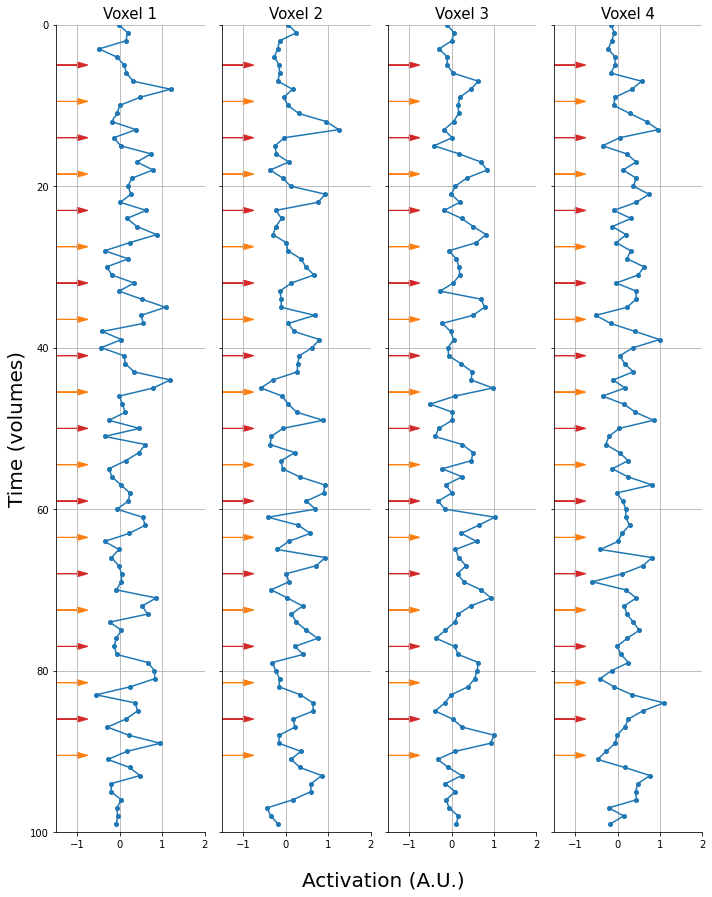 Voxel 1 Voxel 2 Voxel 3 Voxel 4
0
20
40
60
80
100
Time (volumes)
−1 0 1 2 −1 0 1 2 −1 0 1 2 −1 0 1 2
Activation (A.U.)